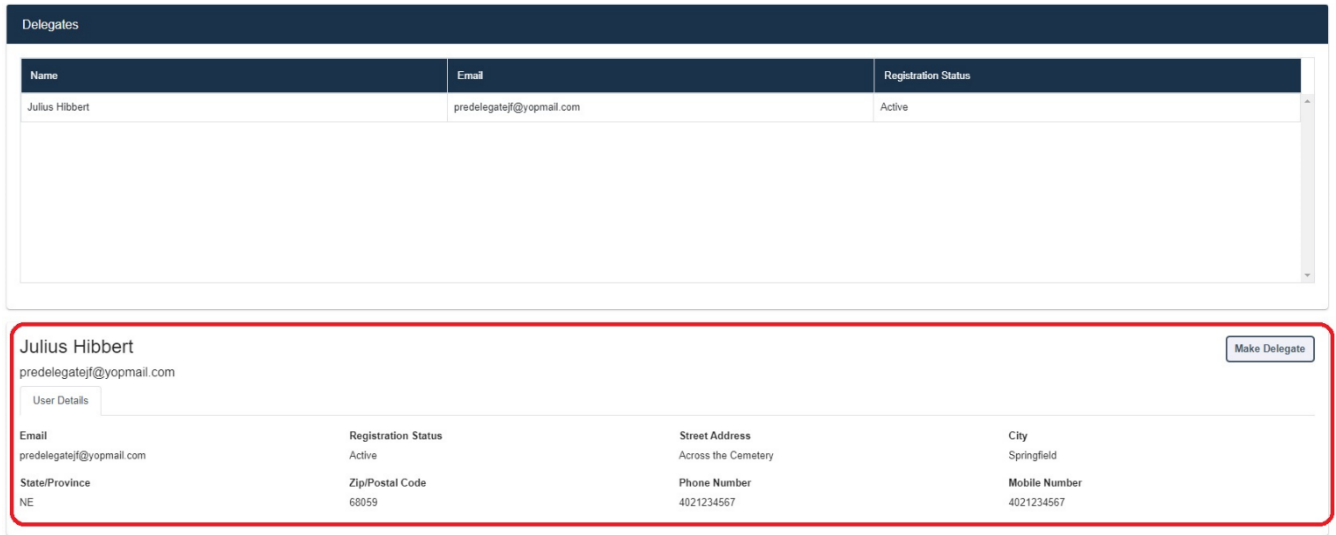 Delegates
Name Email Registration Status
Julius Hibbert predelegatejf@yopmail.com Active
Julius Hibbert Make Delegate
predelegatejf@yopmail.com
User Details
Email Registration Status Street Address City
predelegatejf@yopmail.com Active Across the Cemetery Springfield
State/Province Zip/Postal Code Phone Number Mobile Number
NE 68059 4021234567 4021234567